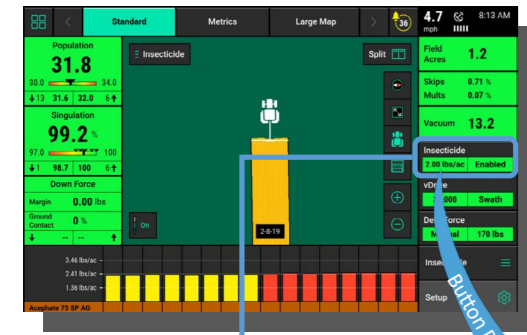 Standard
Metrics
Large Map
36
4.7
mph
8:13 AM
Population
31.8
30.0
34.0
13 31.6 32.0 6
Singulation
99.2 %
97.0
100
1 98.7 100 6
Down Force
Margin 0.00 lbs
Ground Contact 0 %
-- --
Insecticide
Split
On
2-8-19
Field Acres 1.2
Skips 0.71 %
Mults 0.07 %
Vacuum 13.2
Insecticide
2.00 lbs/ac Enabled
vDrive
Swath
170 lbs
Setup
Button
3.46 lbs/ac
2.41 lbs/ac
1.36 lbs/ac
Acephate 75 SP AG